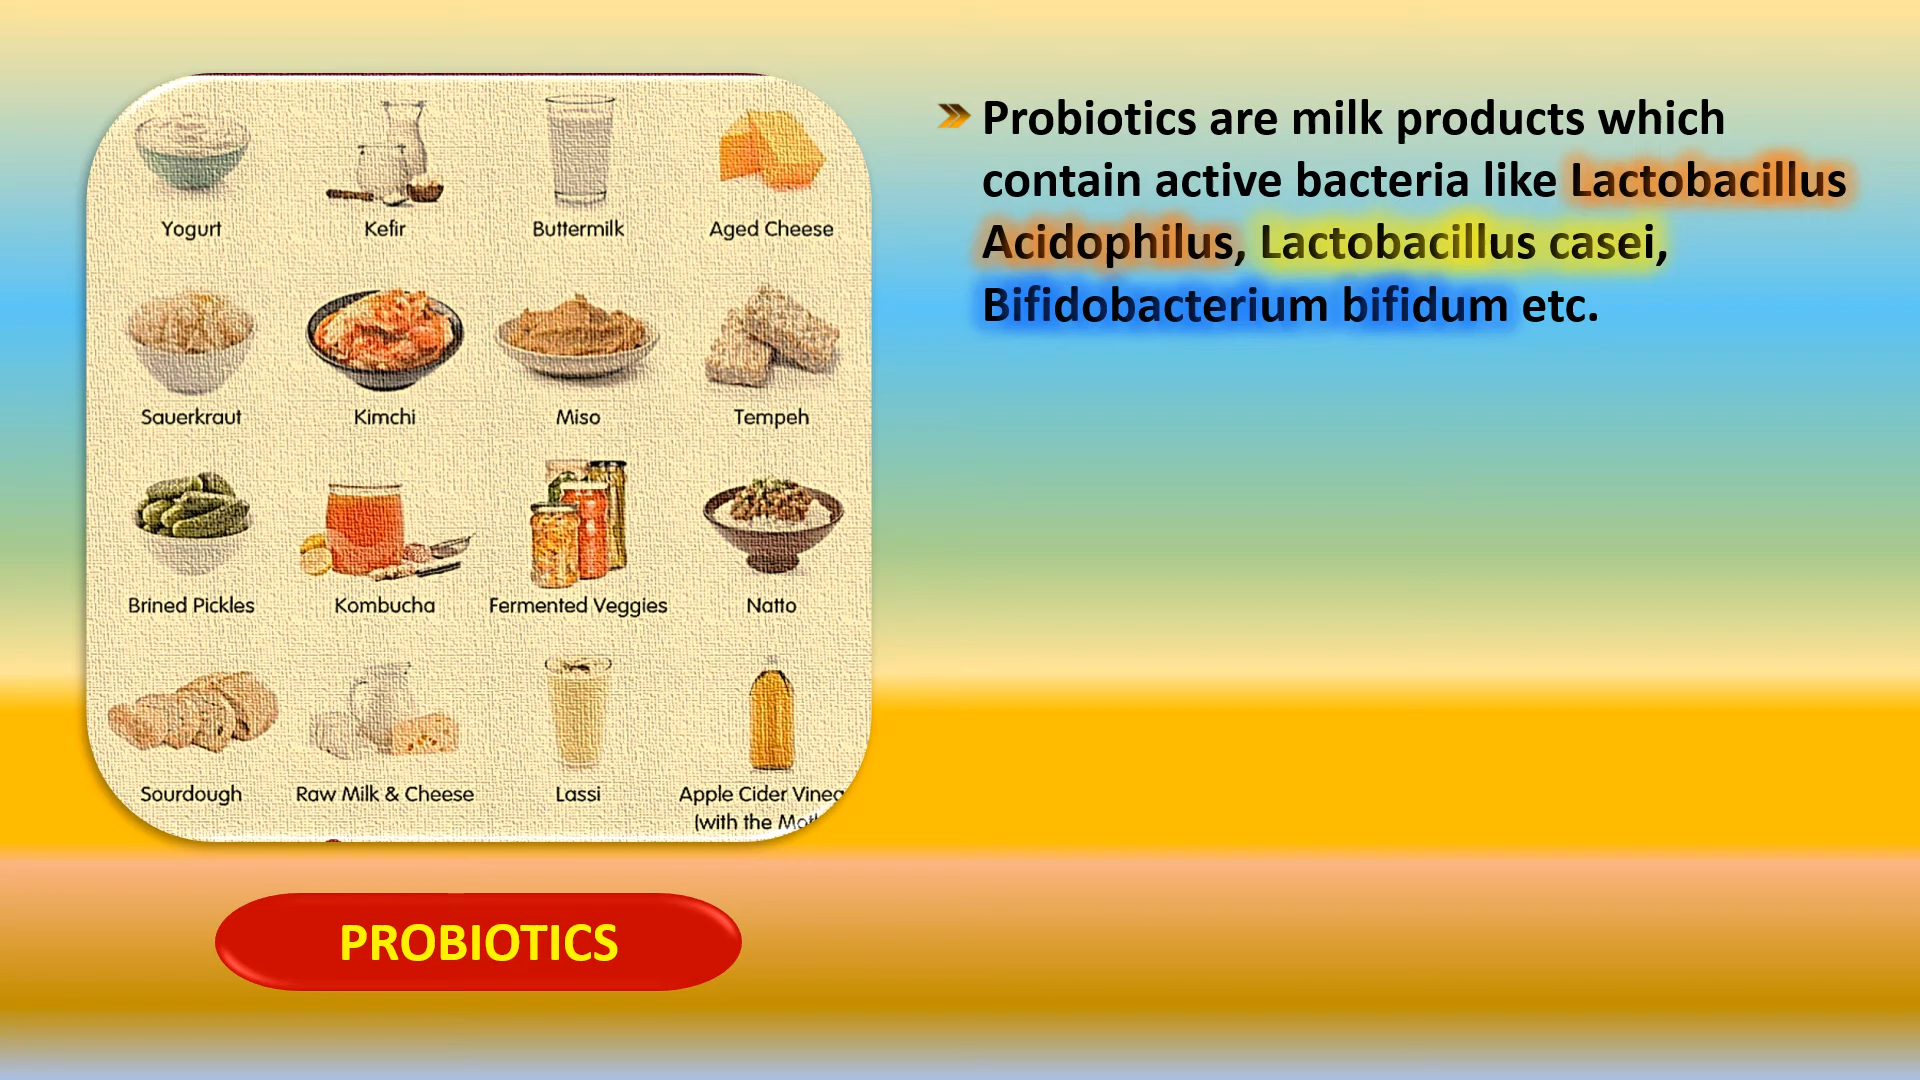 Yogurt Kefir Buttermilk Aged Cheese
Sauerkraut Kimchi Miso Tempeh
Brined Pickles Kombucha Fermented Veggies Natto
Sourdough Raw Milk & Cheese Lassi Apple Cider
(with the
PROBIOTICS
Probiotics are milk products which
contain active bacteria like Lactobacillus
Acidophilus, Lactobacillus casei,
Bifidobacterium bifidum etc.